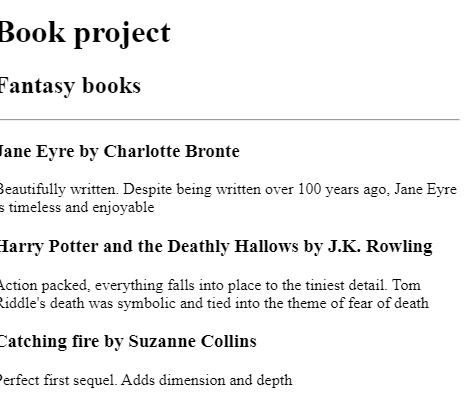 Book project
Fantasy books
Jane Eyre by Charlotte Bronte
Beautifully written. Despite being written over 100 years ago, Jane Eyre
is timeless and enjoyable
Harry Potter and the Deathly Hallows by J.K. Rowling
Action packed, everything falls into place to the tiniest detail. Tom
Riddle's death was symbolic and tied into the theme of fear of death
Catching fire by Suzanne Collins
Perfect first sequel. Adds dimension and depth